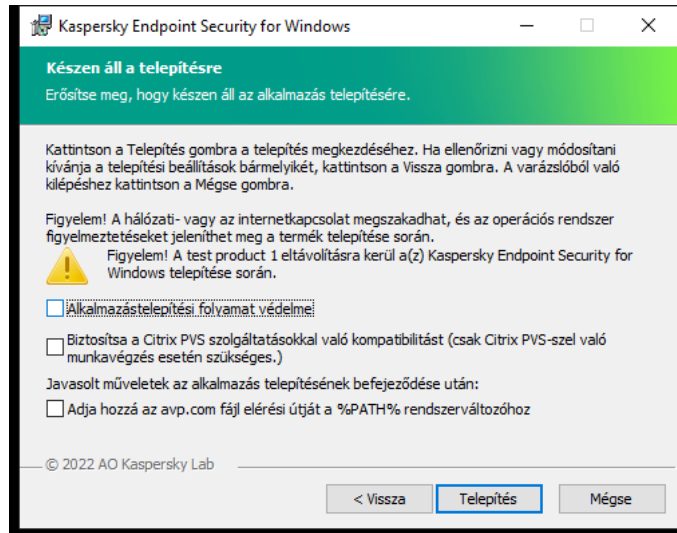 Kaspersky Endpoint Security for Windows
Készen áll a telepítésre
Erősítse meg, hogy készen áll az alkalmazás telepítésére.
Kattintson a Telepítés gombra a telepítés megkezdéséhez. Ha ellenőrizni vagy módosítani
kívánja a telepítési beállítások bármelyikét, kattintson a Vissza gombra. A varázslóból való
kilépéshez kattintson a Mégse gombra.
Figyelem! A hálózati- vagy az internetkapcsolat megszakadhat, és az operációs rendszer
figyelmeztetéseket jeleníthet meg a termék telepítése során.
Figyelem! A test product 1 eltávolításra kerül a(z) Kaspersky Endpoint Security for
Windows telepítése során.
Alkalmazástelepítési folyamat védelme
Biztosítsa a Citrix PVS szolgáltatásokkal való kompatibilitást (csak Citrix PVS-szel való
munkavégzés esetén szükséges.)
Javasolt műveletek az alkalmazás telepítésének befejeződése után:
Adja hozzá az avp.com fájl elérési útját a %PATH% rendszerváltozóhoz
© 2022 AO Kaspersky Lab
< Vissza
Telepítés
Mégse